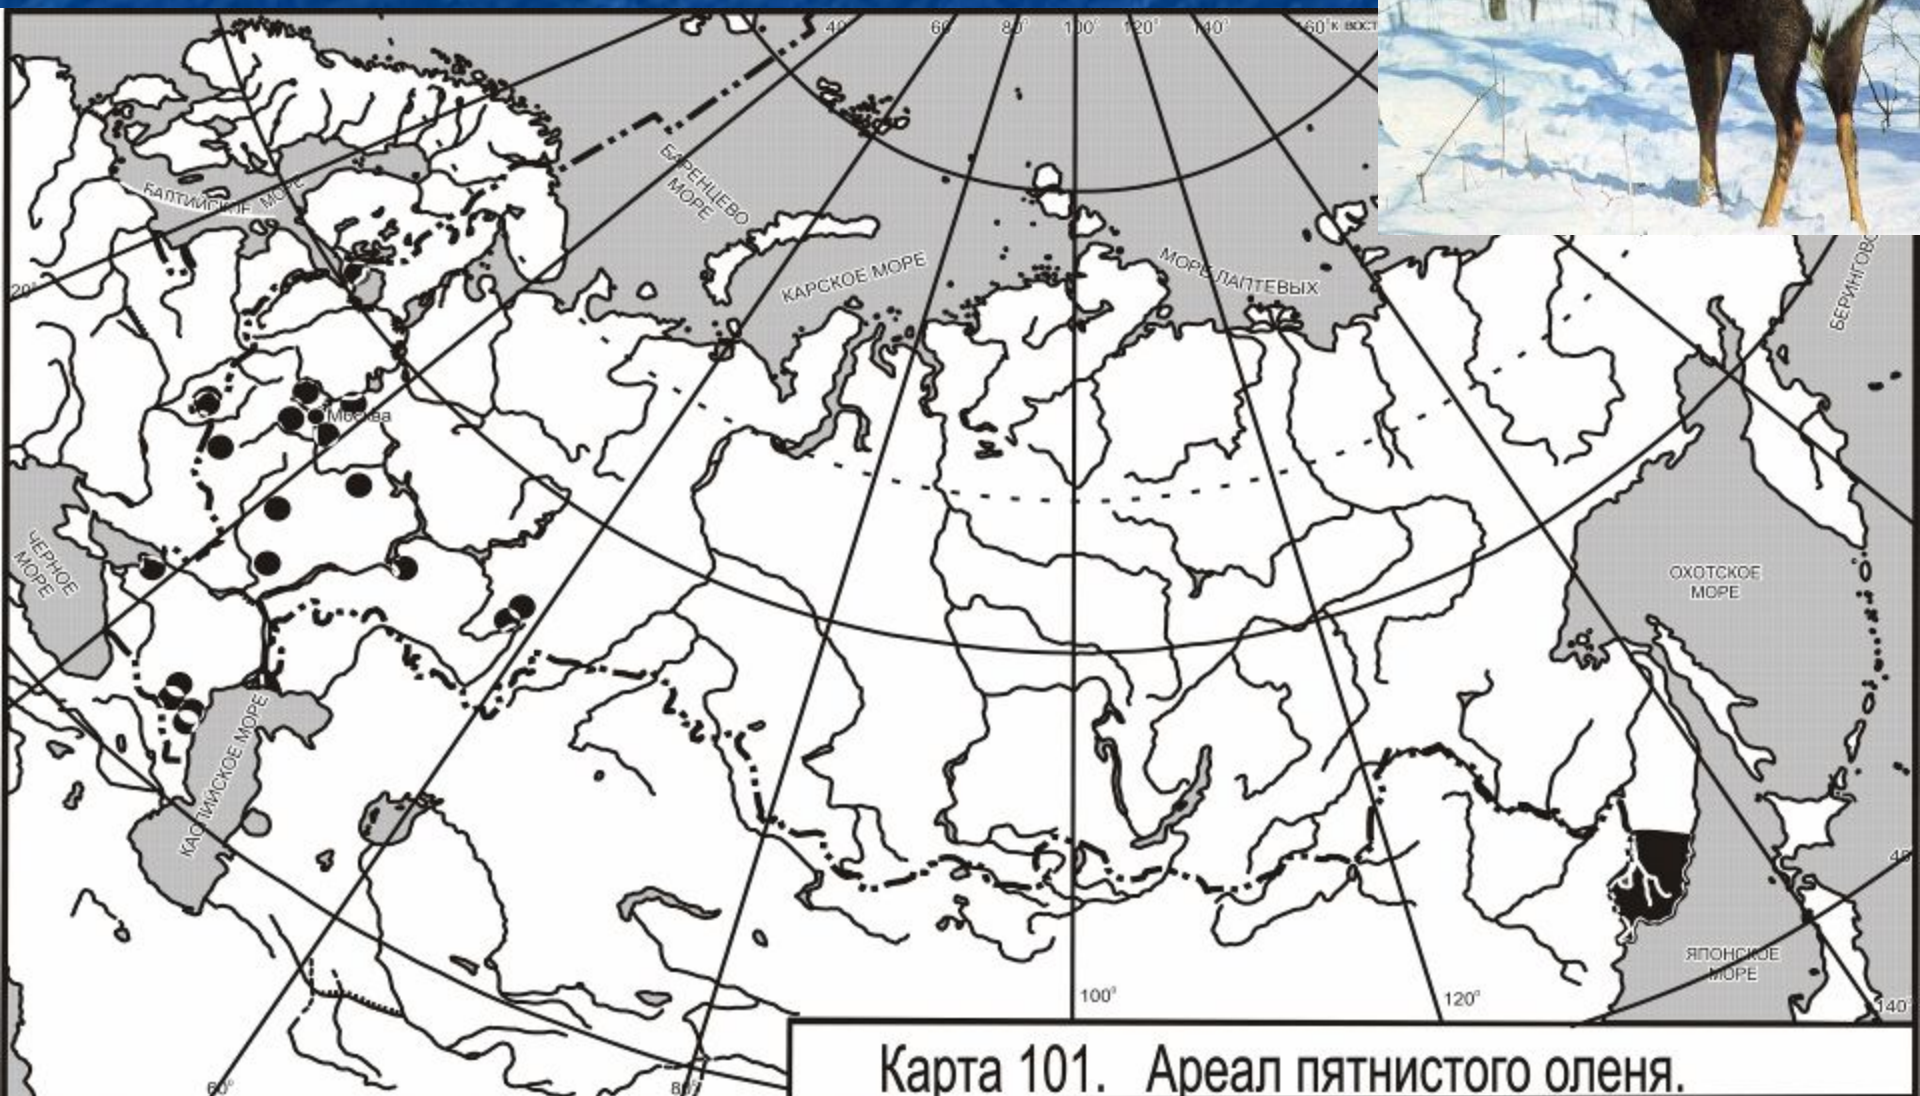 40°
60°
80°
100°
120°
140°
160° к вост
БАЛТИЙСКОЕ МОРЕ
БАРЕНЦЕВО
МОРЕ
КАРСКОЕ МОРЕ
МОРЕ ЛАПТЕВЫХ
20°
Москва
ЧЕРНОЕ
МОРЕ
ОХОТСКОЕ
МОРЕ
КАСПИЙСКОЕ МОРЕ
ЯПОНСКОЕ
МОРЕ
100°
120°
140°
60°
80°
Карта 101. Ареал пятнистого оленя.